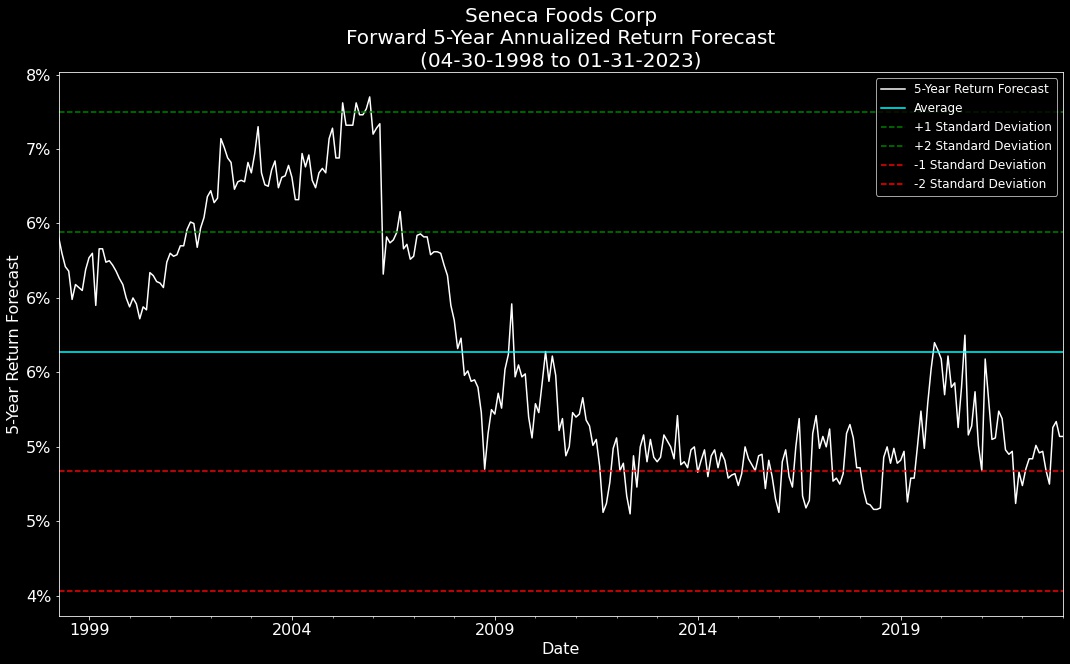 Seneca Foods Corp
Forward 5-Year Annualized Return Forecast
(04-30-1998 to 01-31-2023)
5-Year Return Forecast
8%
7%
6%
6%
6%
5%
5%
4%
5-Year Return Forecast
Average
+1 Standard Deviation
+2 Standard Deviation
-1 Standard Deviation
-2 Standard Deviation
1999
2004
2009
2014
2019
Date